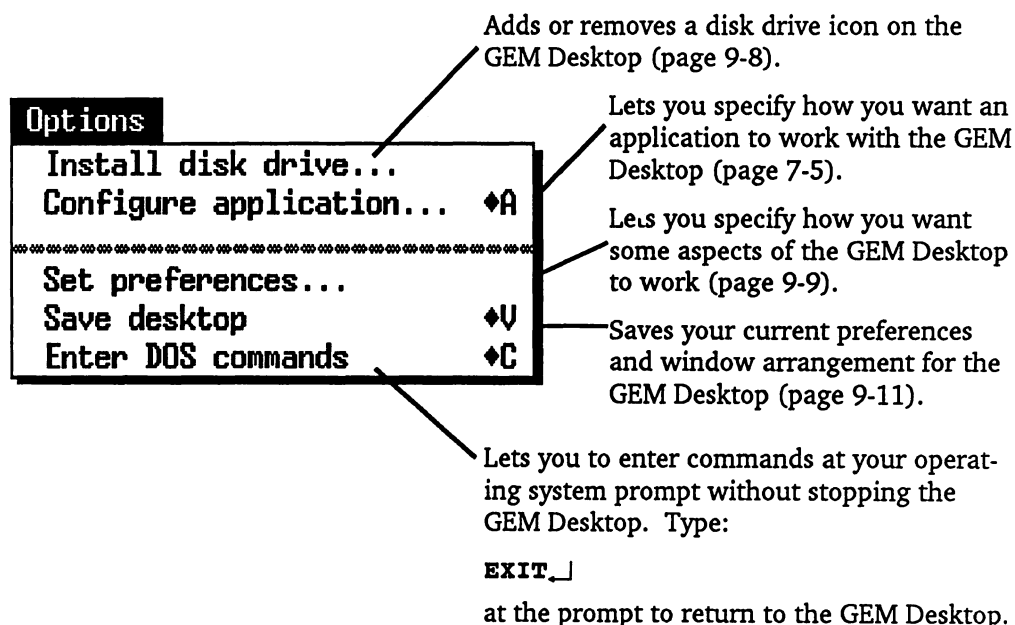 Adds or removes a disk drive icon on the
GEM Desktop (page 9-8).
Options
Install disk drive...
Configure application... ♦A
Set preferences...
Save desktop ♦V
Enter DOS commands ♦C
Lets you specify how you want an
application to work with the GEM
Desktop (page 7-5).
Lets you specify how you want
some aspects of the GEM Desktop
to work (page 9-9).
Saves your current preferences
and window arrangement for the
GEM Desktop (page 9-11).
Lets you to enter commands at your operat-
ing system prompt without stopping the
GEM Desktop. Type:
EXIT↵
at the prompt to return to the GEM Desktop.